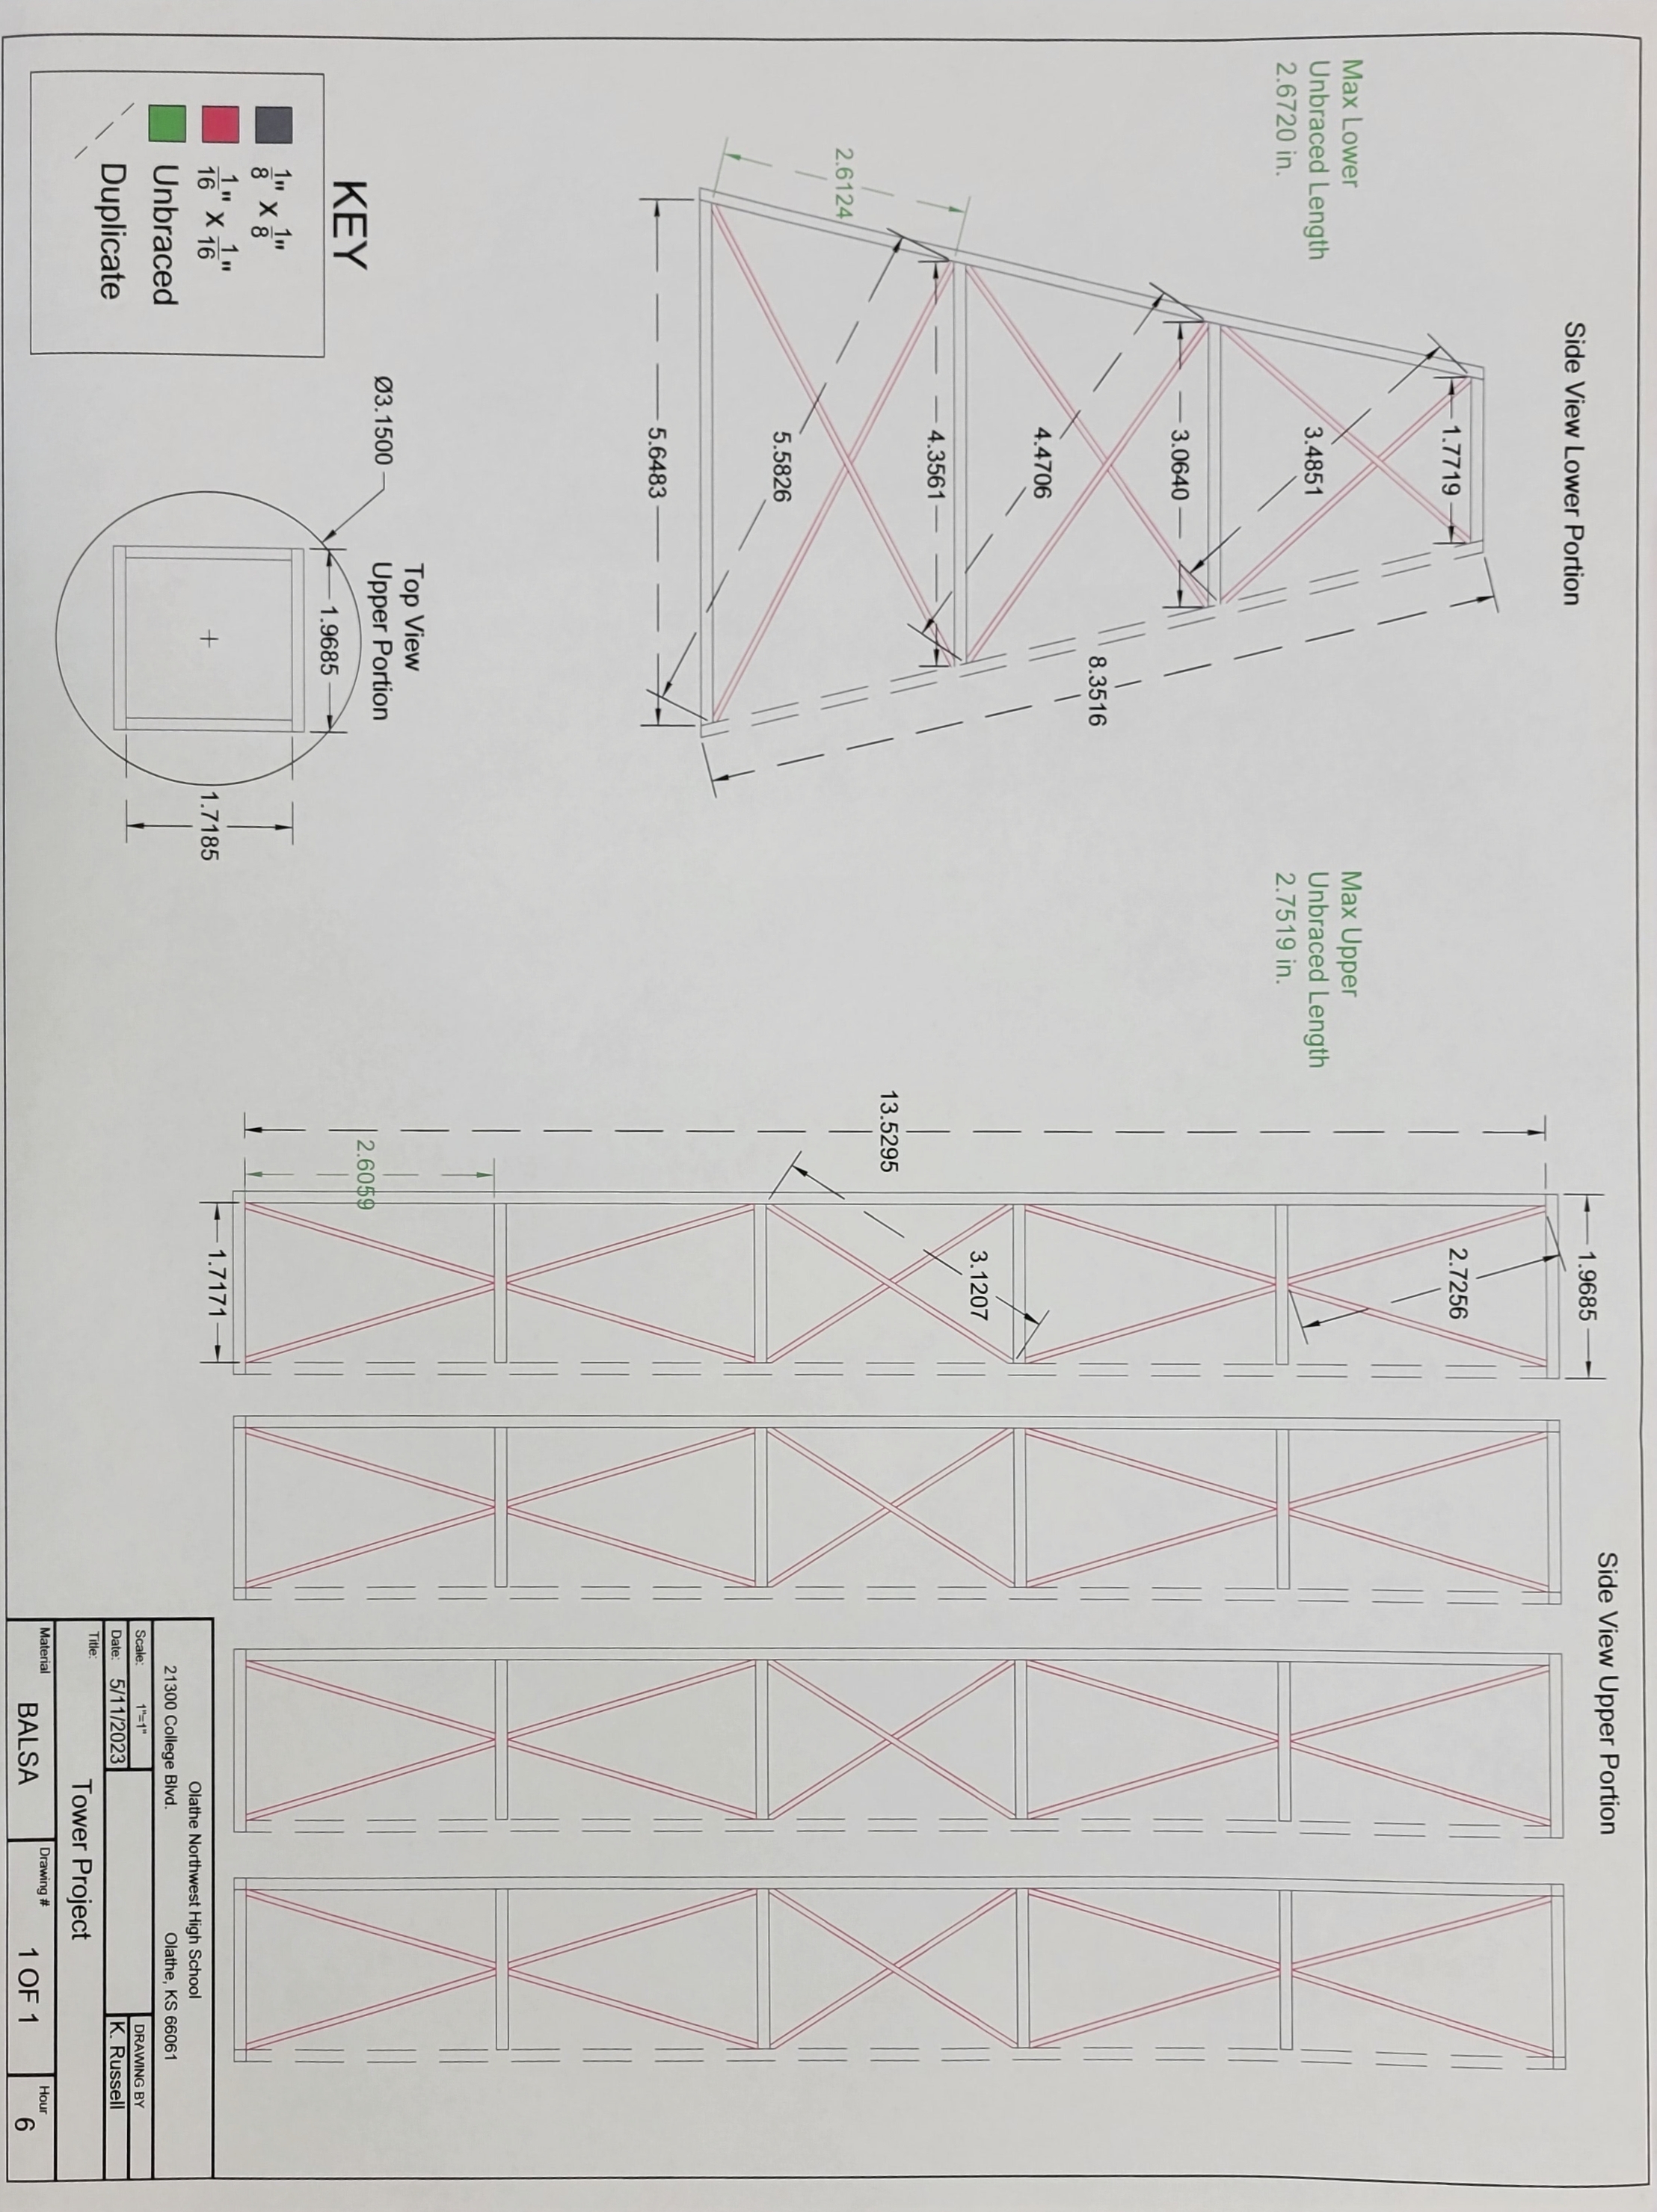 Side View Lower Portion
Side View Upper Portion
Max Lower
Unbraced Length
2.6720 in.
Max Upper
Unbraced Length
2.7519 in.
1.7719
3.4851
3.0640
4.4706
4.3561
5.5826
5.6483
2.6124
8.3516
1.9685
2.7256
3.1207
13.5295
2.6059
1.7171
KEY
1" x 1"
8 8
1" x 1"
16 16
Unbraced
Duplicate
Top View
Upper Portion
Ø3.1500
1.9685
1.7185
Olathe Northwest High School
21300 College Blvd. Olathe, KS 66061
Scale: 1"=1" DRAWING BY
Date: 5/11/2023 K. Russell
Title: Tower Project
Material BALSA Drawing # 1 OF 1 Hour 6